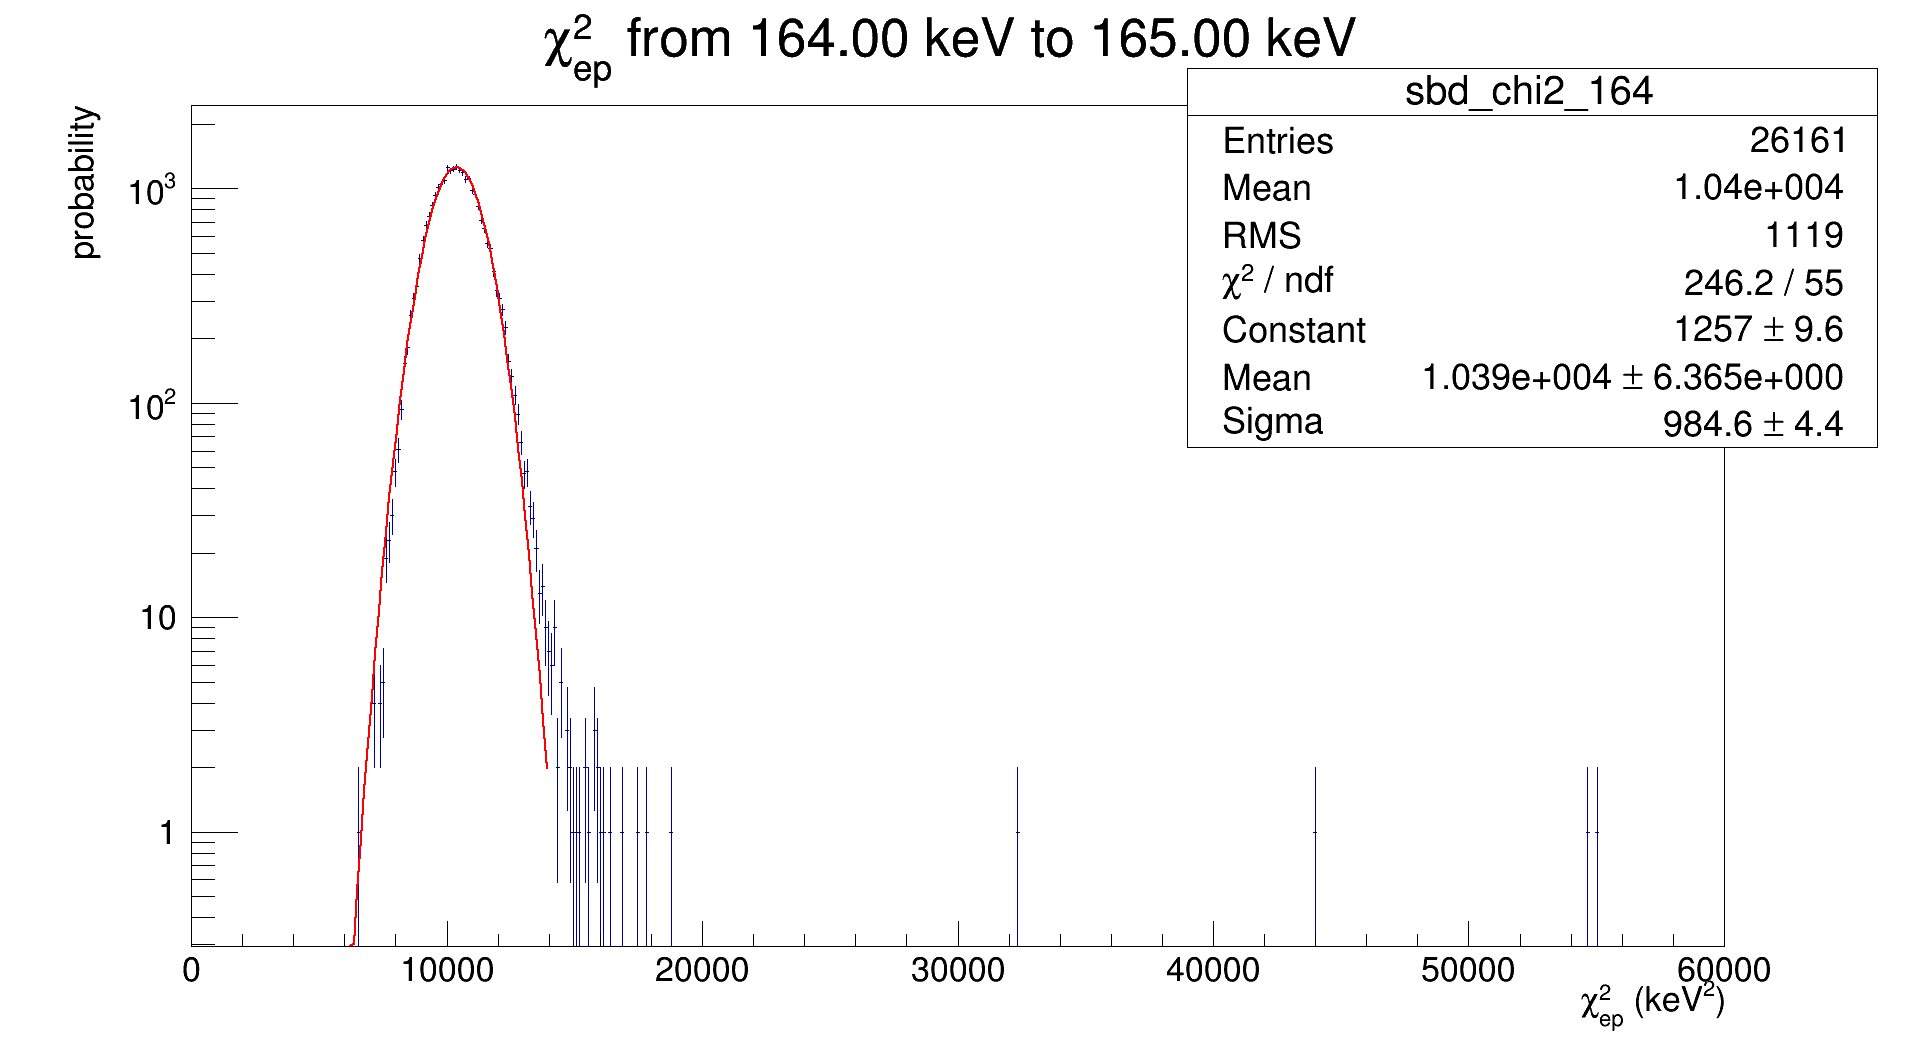 χ²ep from 164.00 keV to 165.00 keV
sbd_chi2_164
Entries 26161
Mean 1.04e+004
RMS 1119
χ² / ndf 246.2 / 55
Constant 1257 ± 9.6
Mean 1.039e+004 ± 6.365e+000
Sigma 984.6 ± 4.4
probability
10³
10²
10
1
0 10000 20000 30000 40000 50000 60000
χ²ep (keV²)